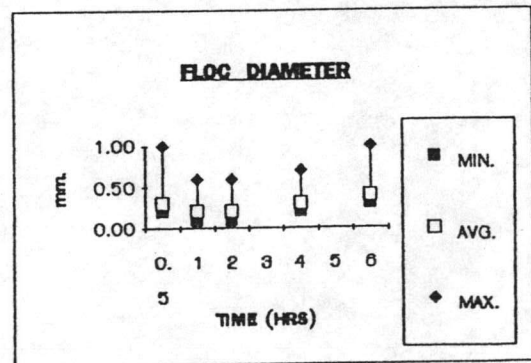 FLOC DIAMETER
1.00
0.50
0.00
mm.
0. 1 2 3 4 5 6
5
TIME (HRS)
MIN.
AVG.
MAX.